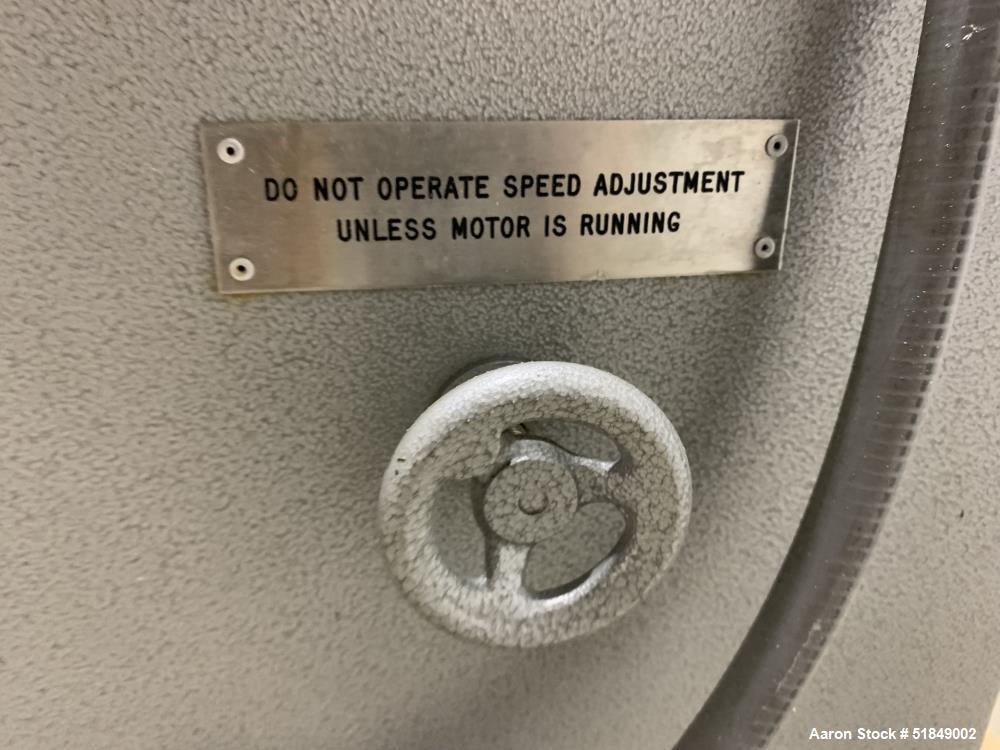 DO NOT OPERATE SPEED ADJUSTMENT
UNLESS MOTOR IS RUNNING
Aaron Stock # 51849002